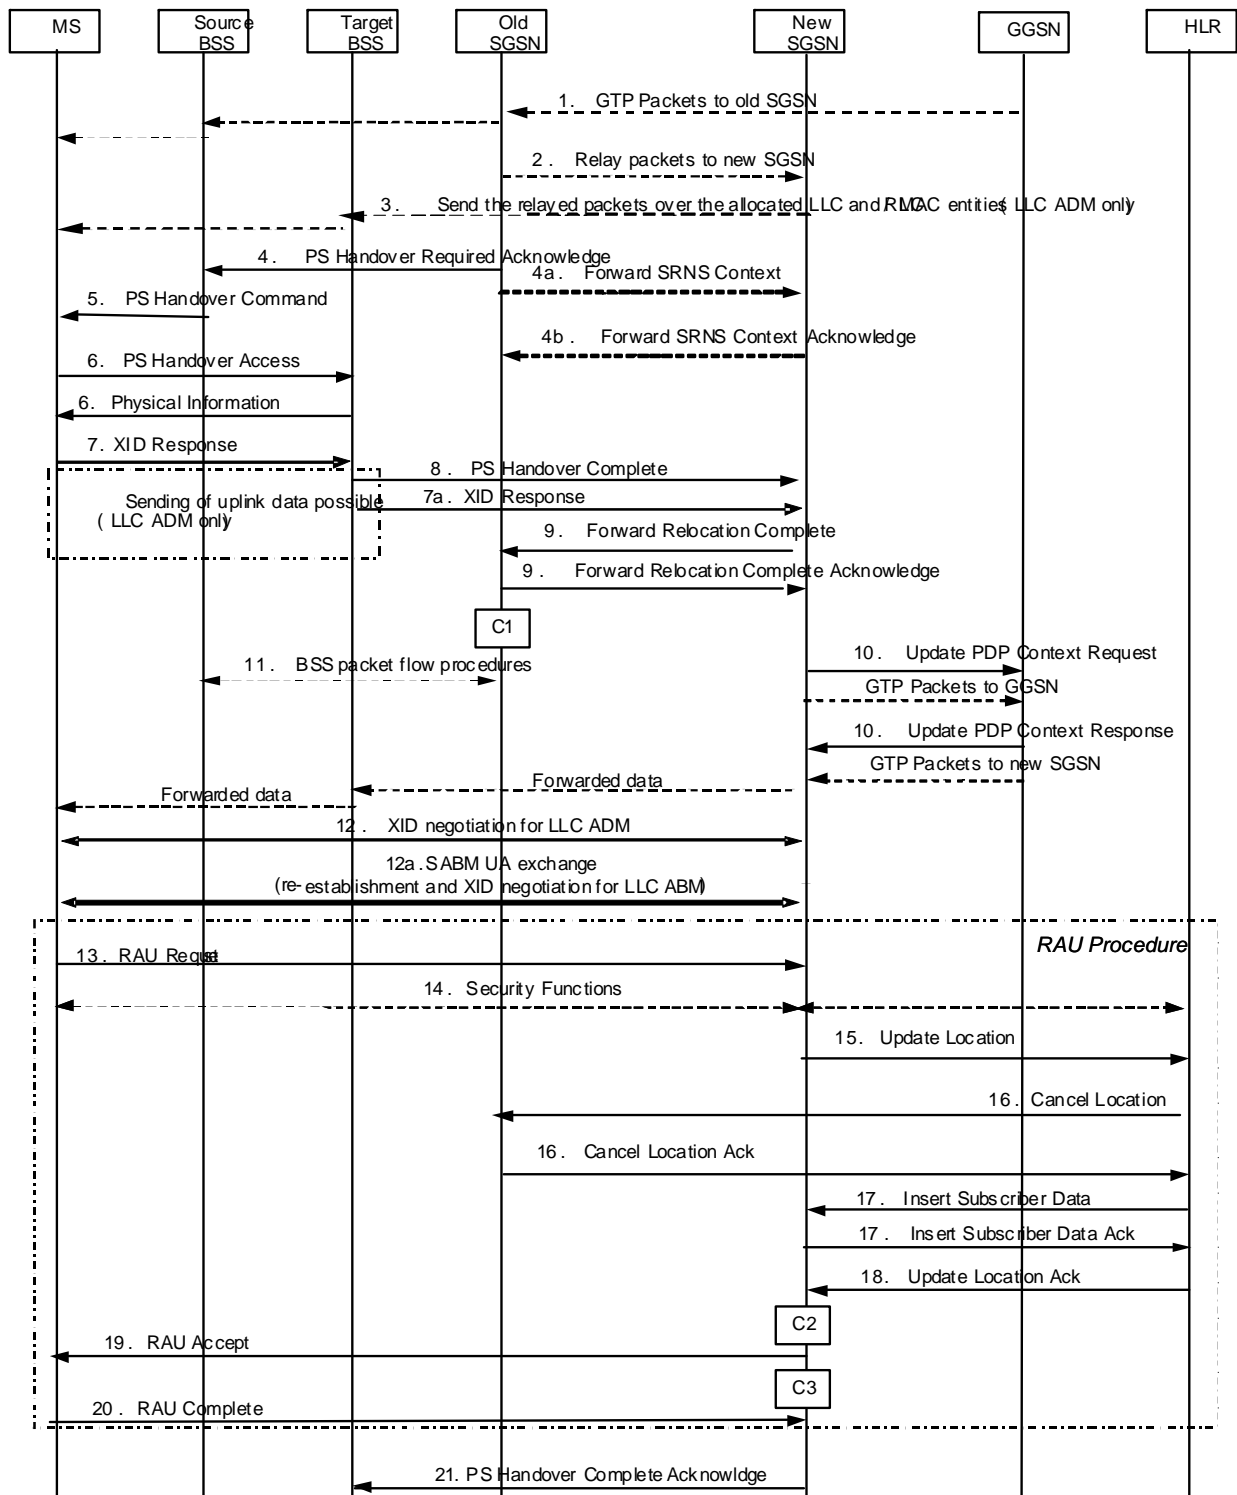 MS
Source
BSS
Target
BSS
Old
SGSN
New
SGSN
GGSN
HLR
1. GTP Packets to old SGSN
2. Relay packets to new SGSN
3. Send the relayed packets over the allocated LLC and RLC/MAC entities ( LLC ADM only)
4. PS Handover Required Acknowledge
4a. Forward SRNS Context
5. PS Handover Command
4b. Forward SRNS Context Acknowledge
6. PS Handover Access
6. Physical Information
7. XID Response
8. PS Handover Complete
Sending of uplink data possible
( LLC ADM only)
7a. XID Response
9. Forward Relocation Complete
9. Forward Relocation Complete Acknowledge
C1
11. BSS packet flow procedures
10. Update PDP Context Request
GTP Packets to GGSN
10. Update PDP Context Response
GTP Packets to new SGSN
Forwarded data
Forwarded data
12. XID negotiation for LLC ADM
12a. SABM UA exchange
(re-establishment and XID negotiation for LLC ABM)
RAU Procedure
13. RAU Request
14. Security Functions
15. Update Location
16. Cancel Location
16. Cancel Location Ack
17. Insert Subscriber Data
17. Insert Subscriber Data Ack
18. Update Location Ack
C2
19. RAU Accept
C3
20. RAU Complete
21. PS Handover Complete Acknowldge